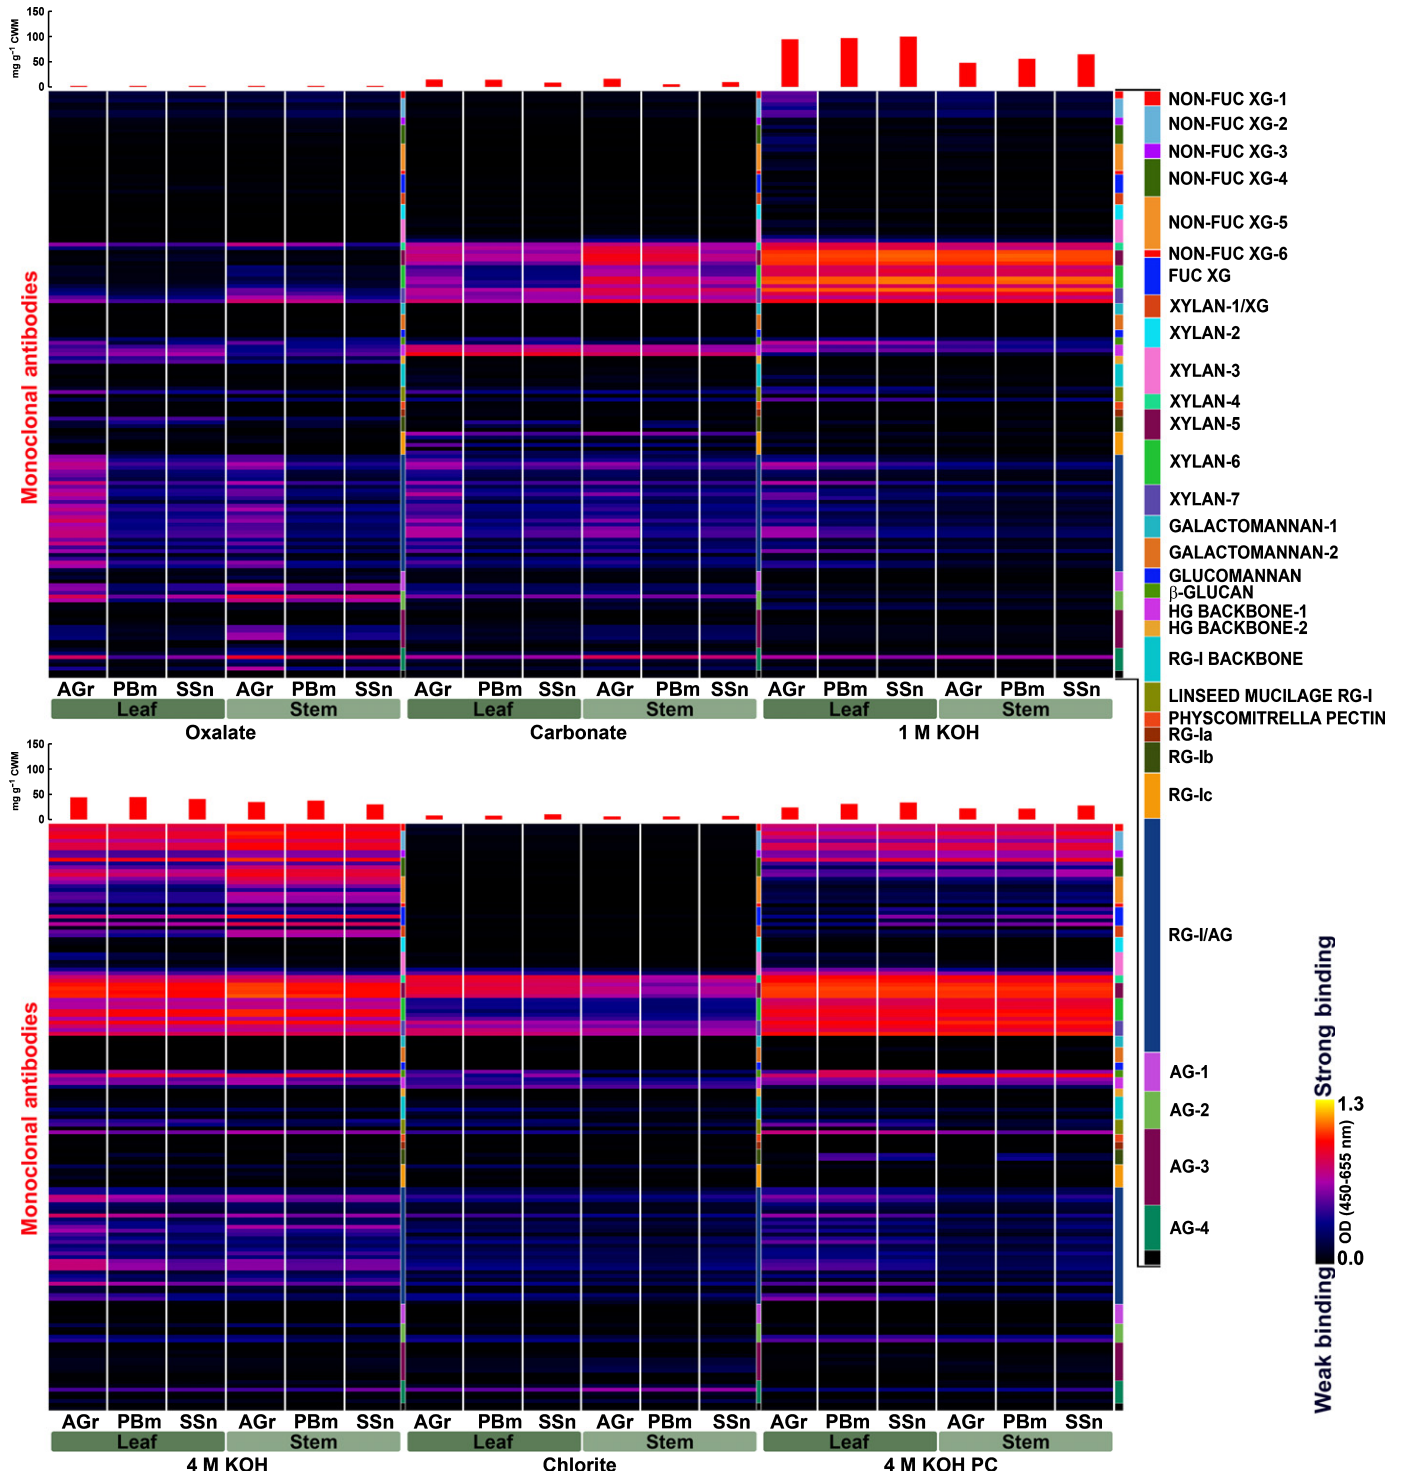 150
100
50
0
mg g⁻¹ CWM
Monoclonal antibodies
AGr PBm SSn AGr PBm SSn AGr PBm SSn AGr PBm SSn AGr PBm SSn AGr PBm SSn
Leaf Stem Leaf Stem Leaf Stem
Oxalate Carbonate 1 M KOH
150
100
50
0
mg g⁻¹ CWM
Monoclonal antibodies
AGr PBm SSn AGr PBm SSn AGr PBm SSn AGr PBm SSn AGr PBm SSn AGr PBm SSn
Leaf Stem Leaf Stem Leaf Stem
4 M KOH Chlorite 4 M KOH PC
NON-FUC XG-1
NON-FUC XG-2
NON-FUC XG-3
NON-FUC XG-4
NON-FUC XG-5
NON-FUC XG-6
FUC XG
XYLAN-1/XG
XYLAN-2
XYLAN-3
XYLAN-4
XYLAN-5
XYLAN-6
XYLAN-7
GALACTOMANNAN-1
GALACTOMANNAN-2
GLUCOMANNAN
β-GLUCAN
HG BACKBONE-1
HG BACKBONE-2
RG-I BACKBONE
LINSEED MUCILAGE RG-I
PHYSCOMITRELLA PECTIN
RG-Ia
RG-Ib
RG-Ic
RG-I/AG
AG-1
AG-2
AG-3
AG-4
Weak binding Strong binding
1.3
OD (450-655 nm)
0.0